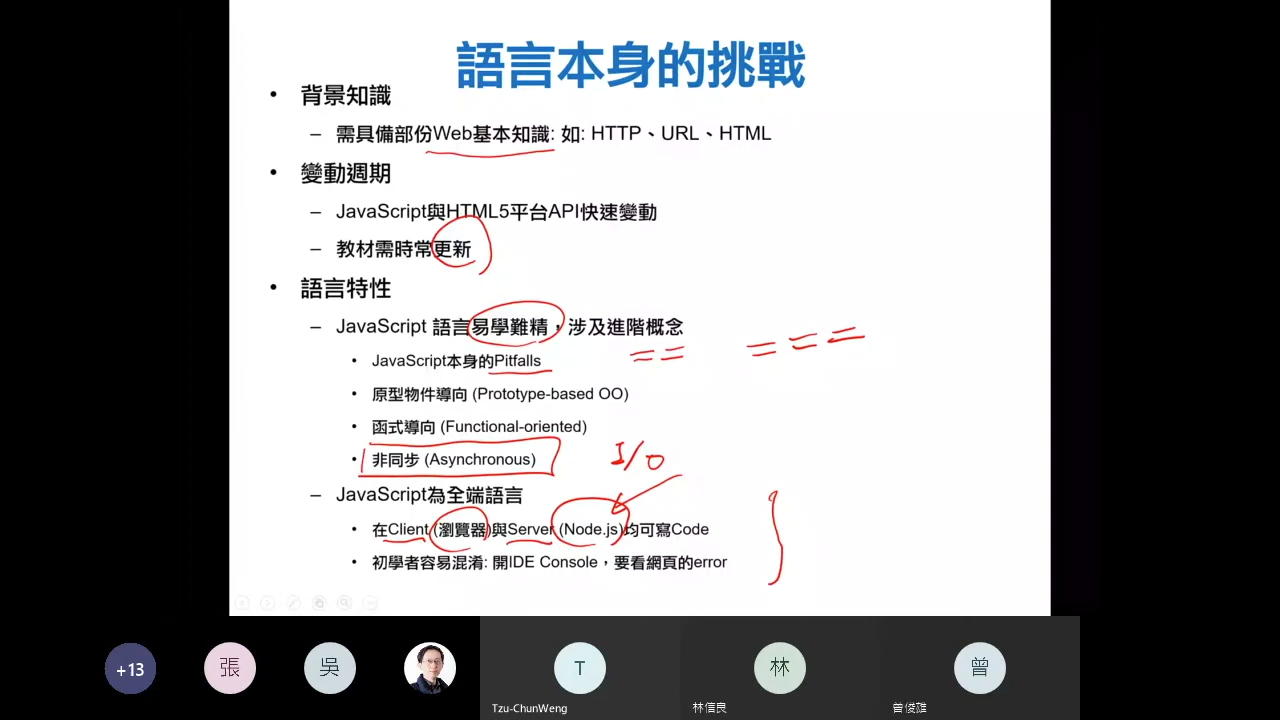 語言本身的挑戰
• 背景知識
– 需具備部份Web基本知識: 如: HTTP、URL、HTML
• 變動週期
– JavaScript與HTML5平台API快速變動
– 教材需時常更新
• 語言特性
– JavaScript 語言易學難精，涉及進階概念
== ===
• JavaScript本身的Pitfalls
• 原型物件導向 (Prototype-based OO)
• 函式導向 (Functional-oriented)
• 非同步 (Asynchronous) I/O
– JavaScript為全端語言
• 在Client (瀏覽器)與Server (Node.js)均可寫Code
• 初學者容易混淆: 開IDE Console，要看網頁的error
+13 張 吳 T 林 曾
Tzu-ChunWeng 林信良 曾俊雄